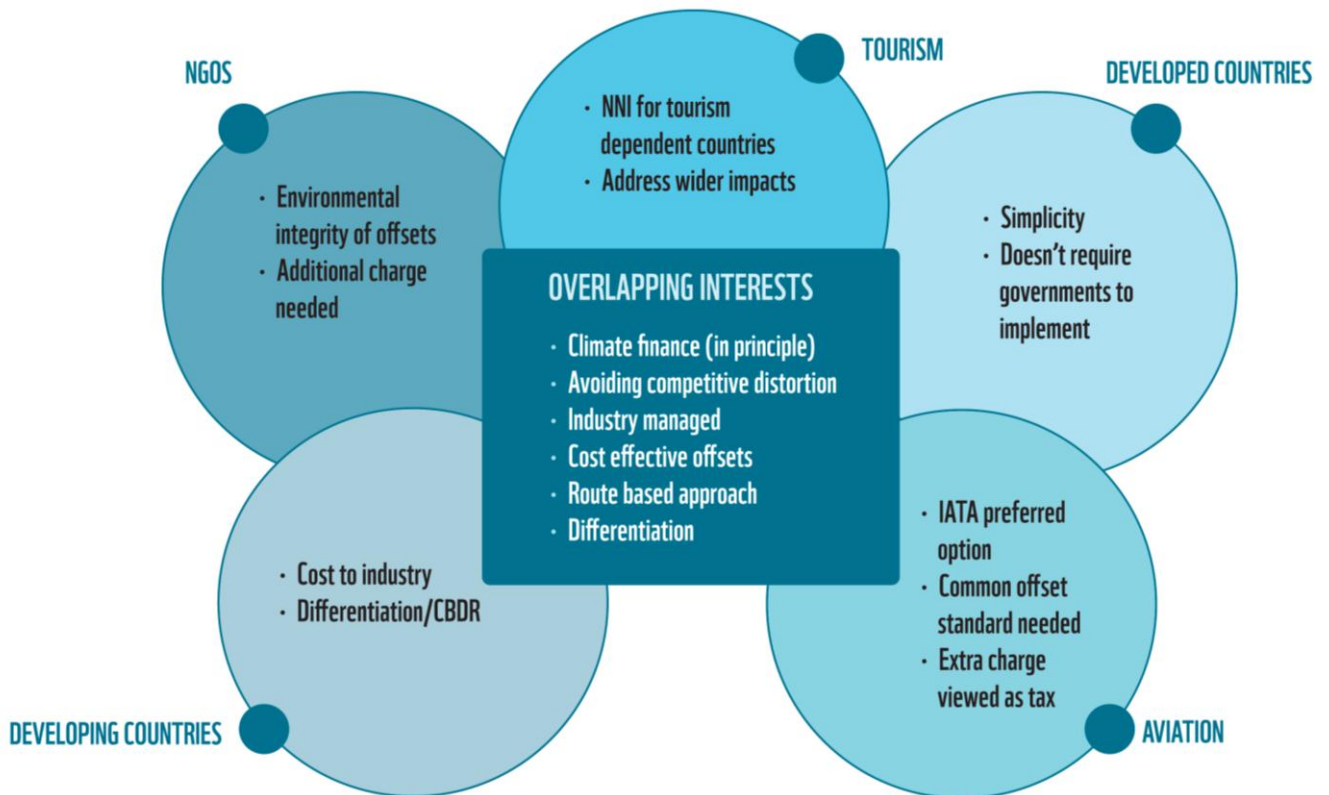 NGOS
· Environmental
integrity of offsets
· Additional charge
needed
TOURISM
· NNI for tourism
dependent countries
· Address wider impacts
DEVELOPED COUNTRIES
· Simplicity
· Doesn’t require
governments to
implement
OVERLAPPING INTERESTS
· Climate finance (in principle)
· Avoiding competitive distortion
· Industry managed
· Cost effective offsets
· Route based approach
· Differentiation
DEVELOPING COUNTRIES
· Cost to industry
· Differentiation/CBDR
AVIATION
· IATA preferred
option
· Common offset
standard needed
· Extra charge
viewed as tax